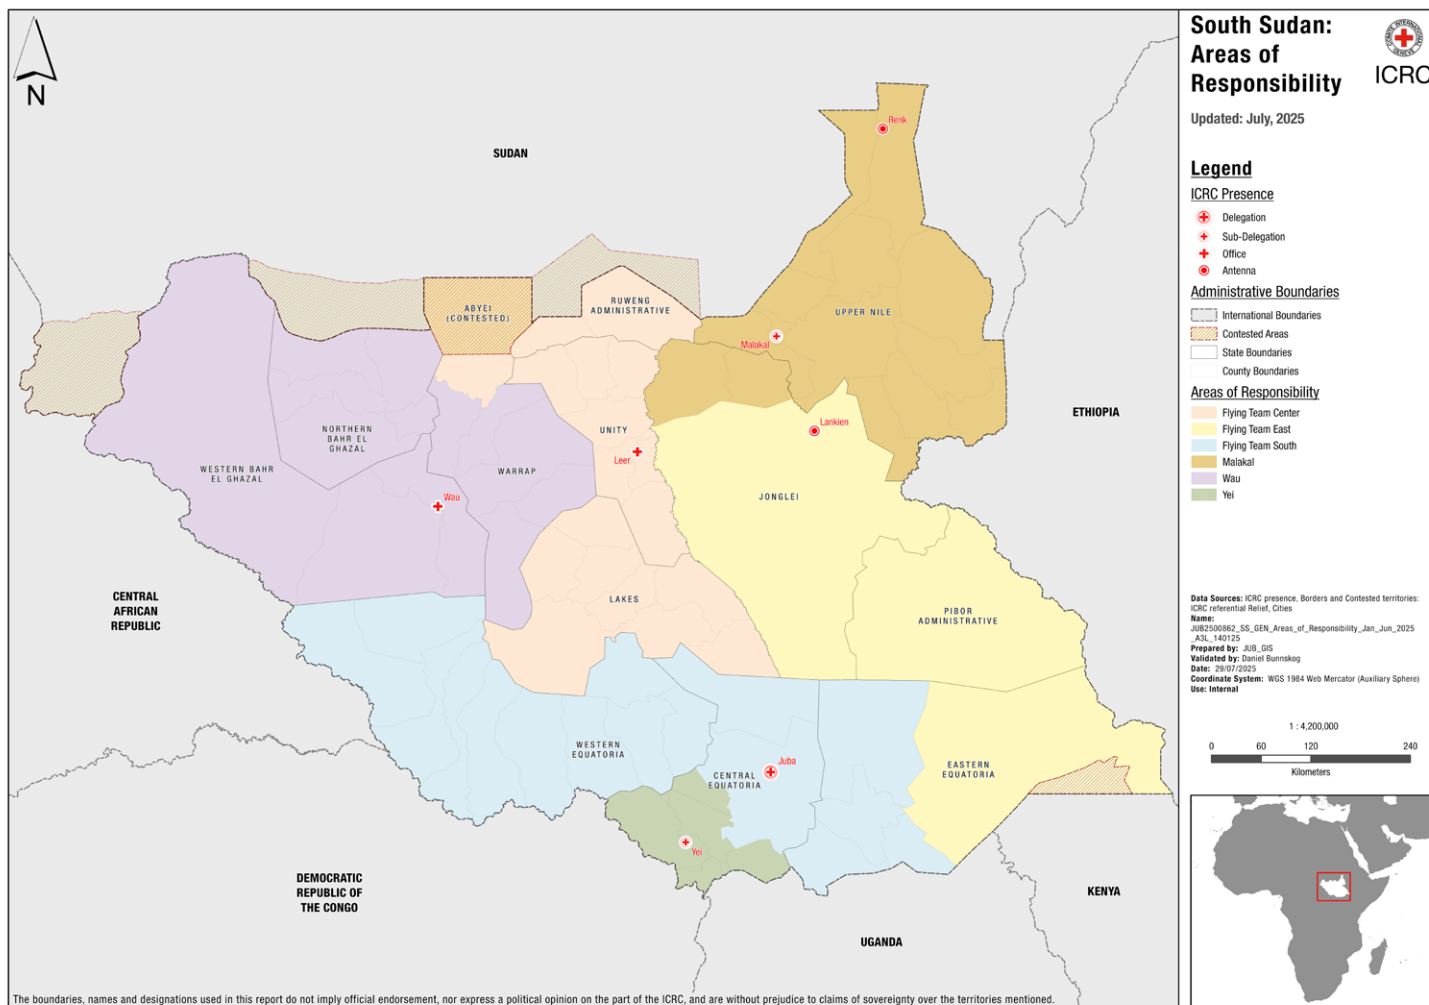 N
SUDAN
Renk
ABYEI
(CONTESTED)
RUWENG
ADMINISTRATIVE
UPPER NILE
Malakal
ETHIOPIA
NORTHERN
BAHR EL
GHAZAL
UNITY
Lankien
Leer
WESTERN BAHR
EL GHAZAL
WARRAP
Wau
JONGLEI
CENTRAL
AFRICAN
REPUBLIC
LAKES
PIBOR
ADMINISTRATIVE
WESTERN
EQUATORIA
CENTRAL
EQUATORIA
Juba
EASTERN
EQUATORIA
Yei
DEMOCRATIC
REPUBLIC OF
THE CONGO
KENYA
UGANDA
The boundaries, names and designations used in this report do not imply official endorsement, nor express a political opinion on the part of the ICRC, and are without prejudice to claims of sovereignty over the territories mentioned.
South Sudan:
Areas of
Responsibility
COMITE INTERNATIONAL GENEVE
ICRC
Updated: July, 2025
Legend
ICRC Presence
Delegation
Sub-Delegation
Office
Antenna
Administrative Boundaries
International Boundaries
Contested Areas
State Boundaries
County Boundaries
Areas of Responsibility
Flying Team Center
Flying Team East
Flying Team South
Malakal
Wau
Yei
Data Sources: ICRC presence, Borders and Contested territories:
ICRC referential Relief, Cities
Name:
JUB2500862_SS_GEN_Areas_of_Responsibility_Jan_Jun_2025
_A3L_140125
Prepared by: JUB_GIS
Validated by: Daniel Bunnskog
Date: 29/07/2025
Coordinate System: WGS 1984 Web Mercator (Auxiliary Sphere)
Use: Internal
1 : 4,200,000
0 60 120 240
Kilometers